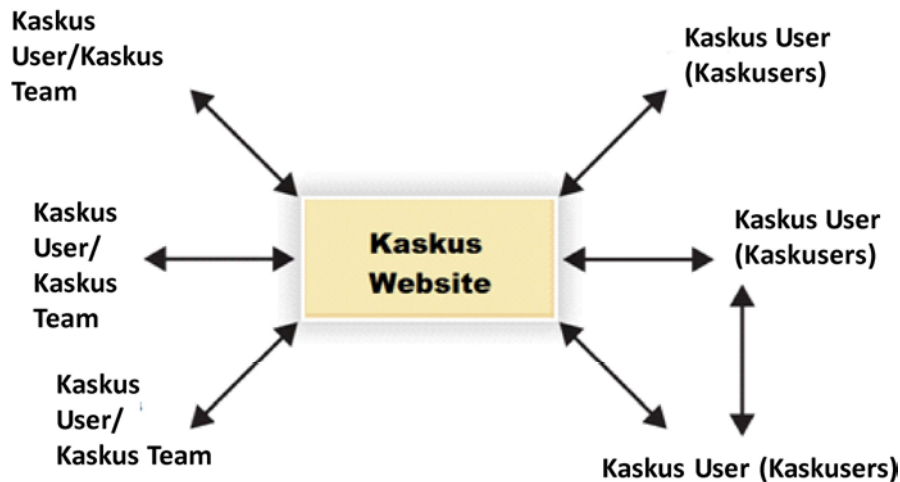 Kaskus
User/Kaskus
Team
Kaskus User
(Kaskusers)
Kaskus
User/
Kaskus
Team
Kaskus
Website
Kaskus User
(Kaskusers)
Kaskus
User/
Kaskus Team
Kaskus User (Kaskusers)